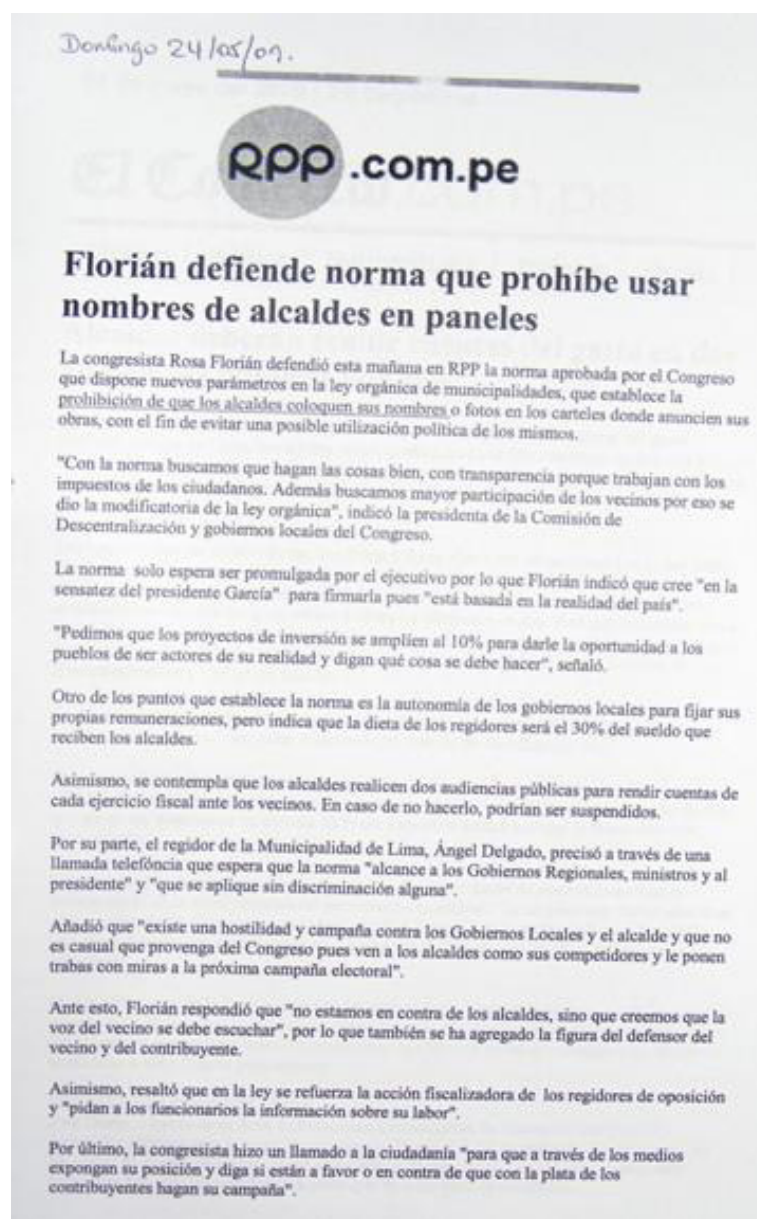 Domingo 24/05/09.
RPP.com.pe
Florián defiende norma que prohíbe usar
nombres de alcaldes en paneles
La congresista Rosa Florián defendió esta mañana en RPP la norma aprobada por el Congreso
que dispone nuevos parámetros en la ley orgánica de municipalidades, que establece la
prohibición de que los alcaldes coloquen sus nombres o fotos en los carteles donde anuncien sus
obras, con el fin de evitar una posible utilización política de los mismos.
"Con la norma buscamos que hagan las cosas bien, con transparencia porque trabajan con los
impuestos de los ciudadanos. Además buscamos mayor participación de los vecinos por eso se
dio la modificatoria de la ley orgánica", indicó la presidenta de la Comisión de
Descentralización y gobiernos locales del Congreso.
La norma solo espera ser promulgada por el ejecutivo por lo que Florián indicó que cree "en la
sensatez del presidente García" para firmarla pues "está basada en la realidad del país".
"Pedimos que los proyectos de inversión se amplíen al 10% para darle la oportunidad a los
pueblos de ser actores de su realidad y digan qué cosa se debe hacer", señaló.
Otro de los puntos que establece la norma es la autonomía de los gobiernos locales para fijar sus
propias remuneraciones, pero indica que la dieta de los regidores será el 30% del sueldo que
reciben los alcaldes.
Asimismo, se contempla que los alcaldes realicen dos audiencias públicas para rendir cuentas de
cada ejercicio fiscal ante los vecinos. En caso de no hacerlo, podrían ser suspendidos.
Por su parte, el regidor de la Municipalidad de Lima, Ángel Delgado, precisó a través de una
llamada telefóncia que espera que la norma "alcance a los Gobiernos Regionales, ministros y al
presidente" y "que se aplique sin discriminación alguna".
Añadió que "existe una hostilidad y campaña contra los Gobiernos Locales y el alcalde y que no
es casual que provenga del Congreso pues ven a los alcaldes como sus competidores y le ponen
trabas con miras a la próxima campaña electoral".
Ante esto, Florián respondió que "no estamos en contra de los alcaldes, sino que creemos que la
voz del vecino se debe escuchar", por lo que también se ha agregado la figura del defensor del
vecino y del contribuyente.
Asimismo, resaltó que en la ley se refuerza la acción fiscalizadora de los regidores de oposición
y "pidan a los funcionarios la información sobre su labor".
Por último, la congresista hizo un llamado a la ciudadanía "para que a través de los medios
expongan su posición y diga si están a favor o en contra de que con la plata de los
contribuyentes hagan su campaña".